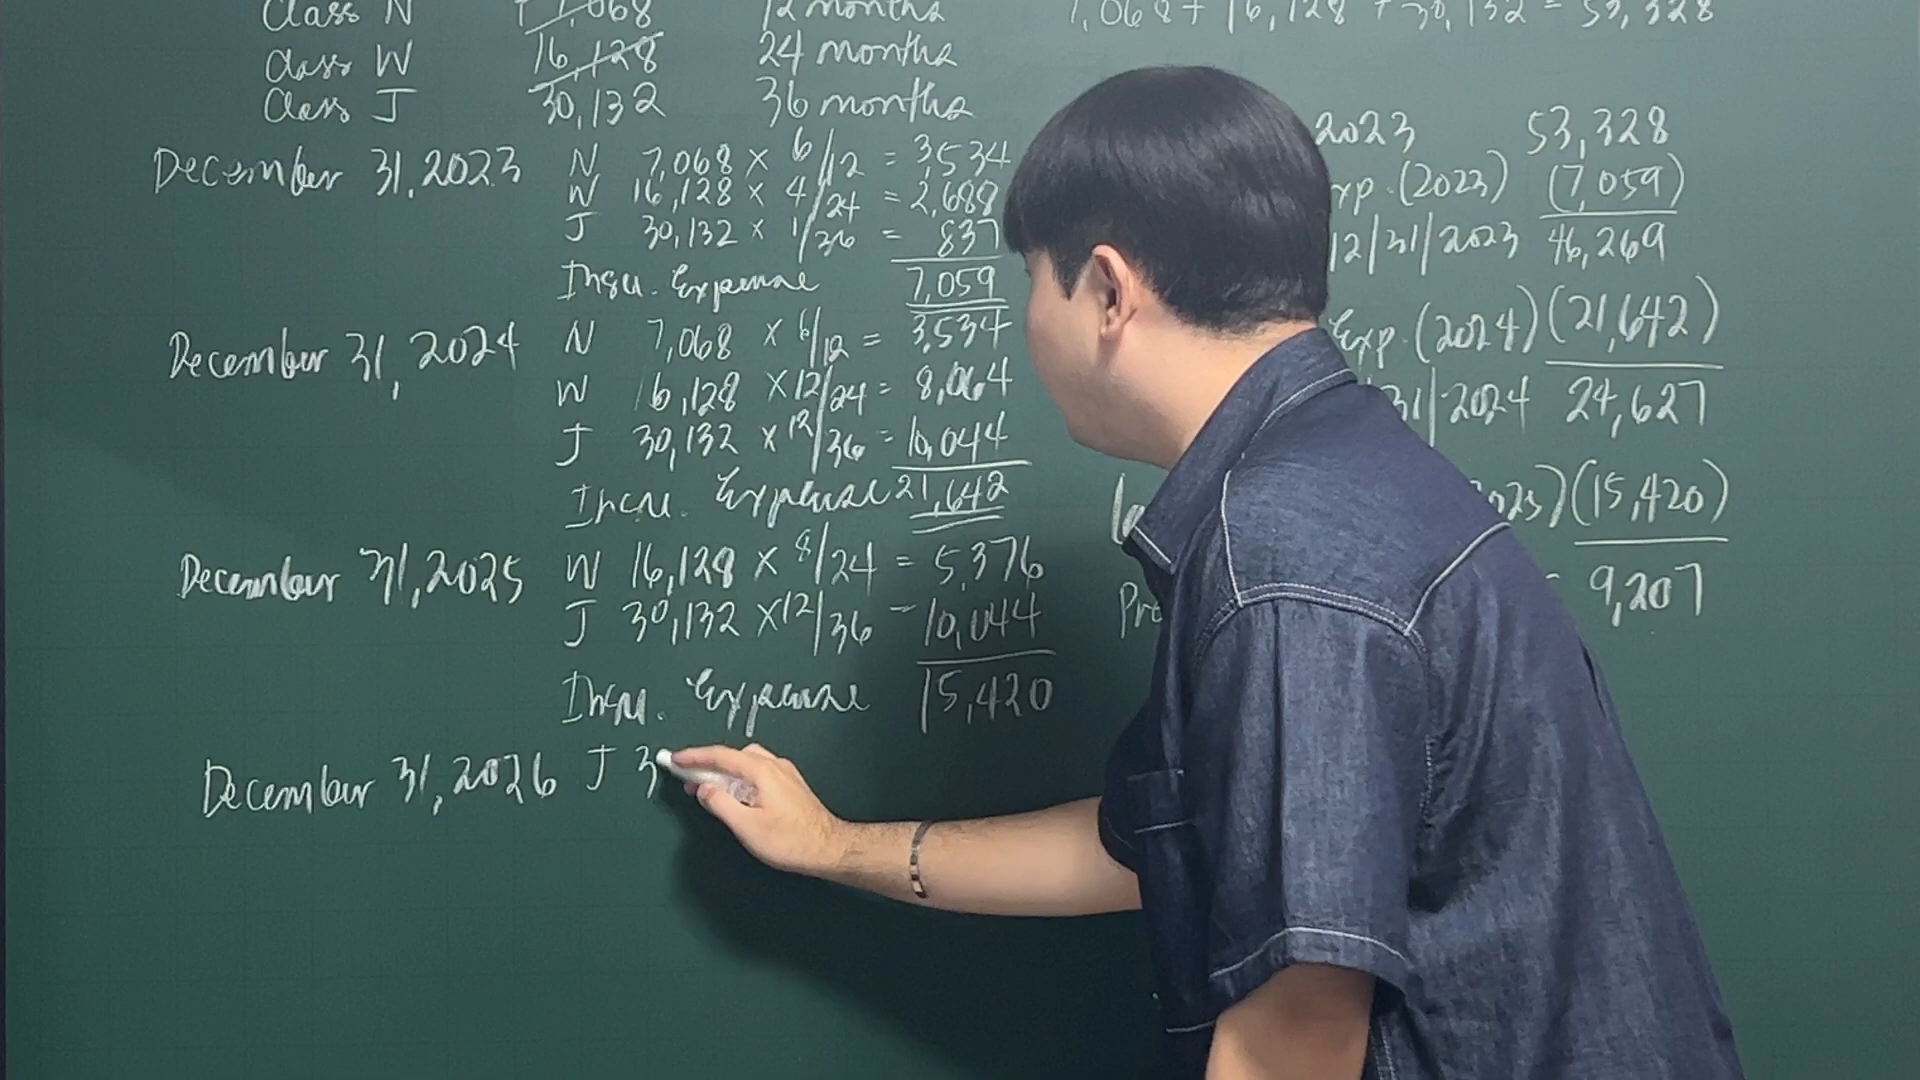 Class N 7,068 12 months
Class W 16,128 24 months
Class J 30,132 36 months
December 31, 2023 N 7,068 × 6/12 = 3,534
W 16,128 × 4/24 = 2,688
J 30,132 × 1/36 = 837
Insu. Expense 7,059
December 31, 2024 N 7,068 × 6/12 = 3,534
W 16,128 × 12/24 = 8,064
J 30,132 × 12/36 = 10,044
Insu. Expense 21,642
December 31, 2025 W 16,128 × 8/24 = 5,376
J 30,132 × 12/36 = 10,044
Insu. Expense 15,420
December 31, 2026 J 3
7,068 + 16,128 + 30,132 = 53,328
2023 53,328
xp. (2023) (7,059)
12/31/2023 46,269
Exp. (2024) (21,642)
31/2024 24,627
025) (15,420)
Pre 9,207